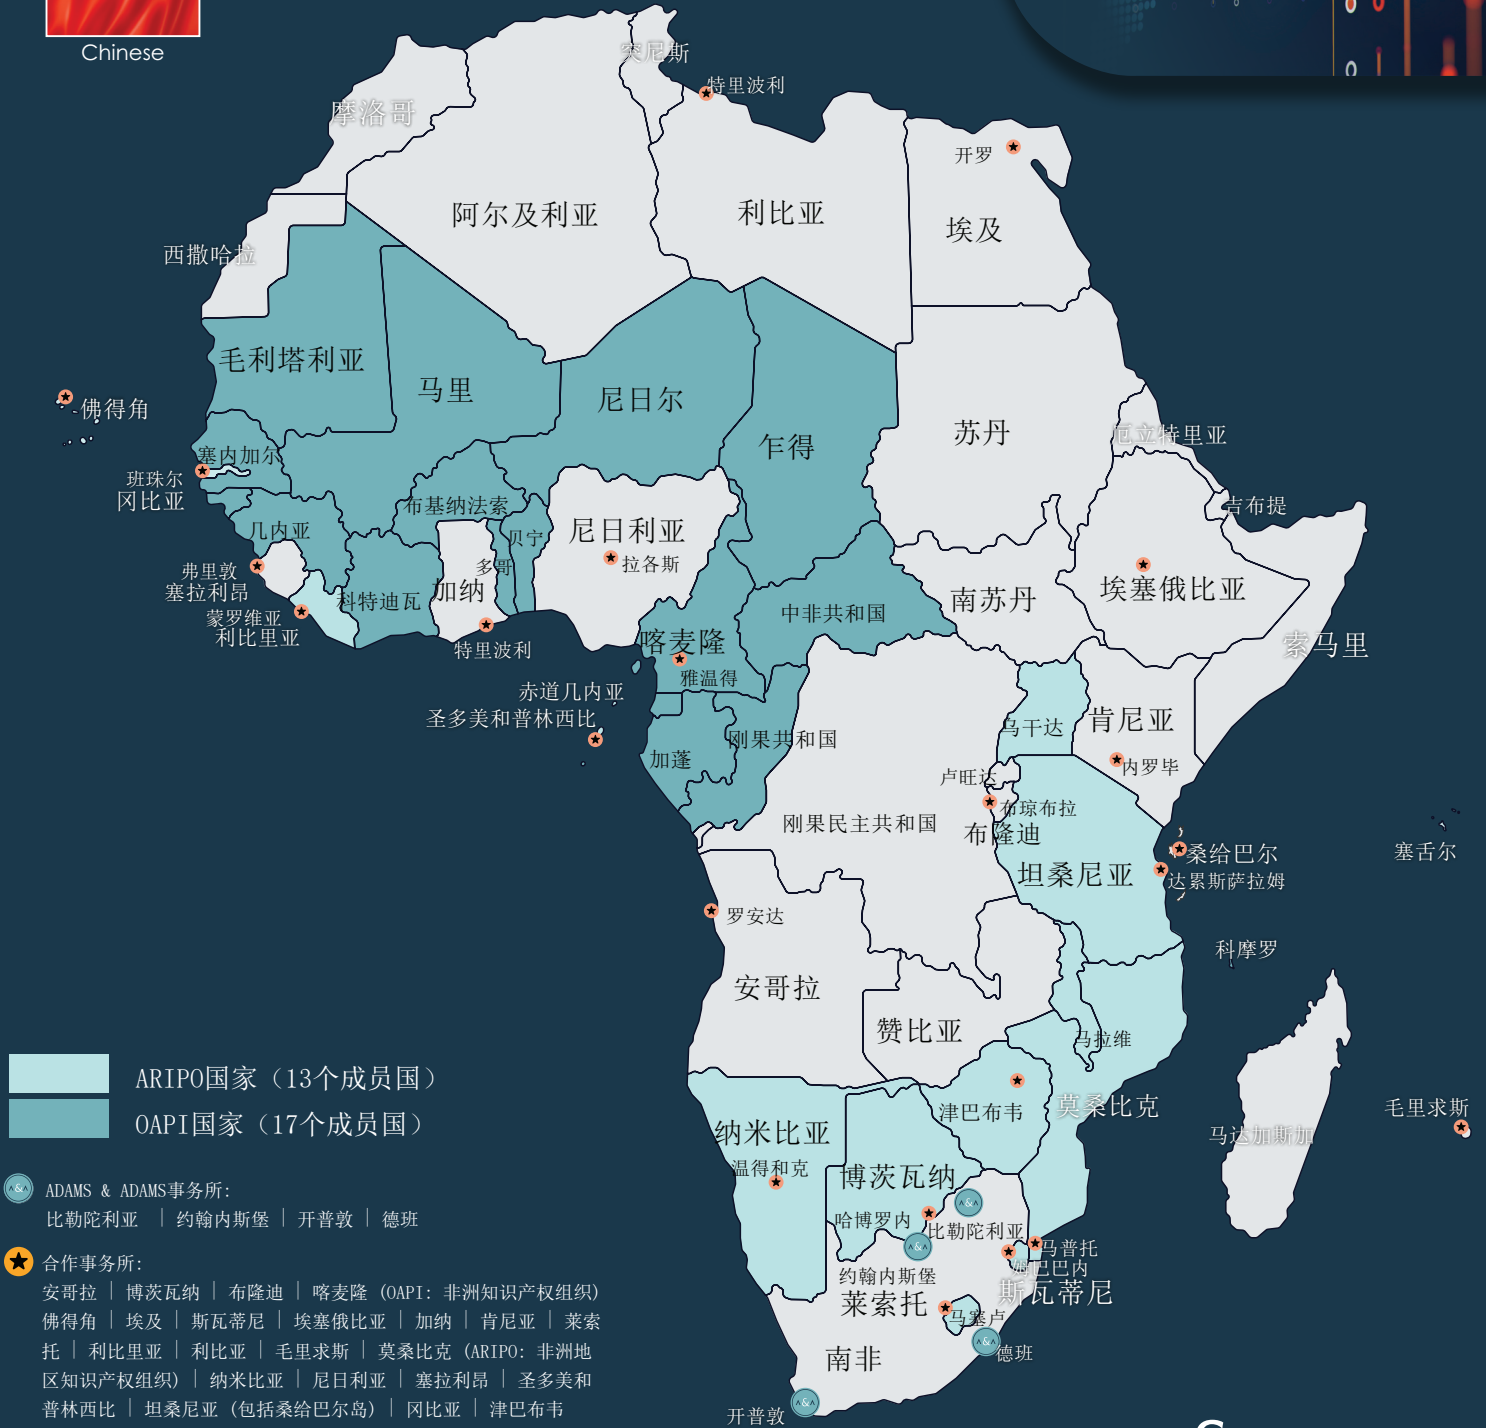 Chinese
突尼斯
特里波利
摩洛哥
开罗
阿尔及利亚
利比亚
埃及
西撒哈拉
毛利塔利亚
马里
尼日尔
佛得角
苏丹
厄立特里亚
乍得
塞内加尔
班珠尔
冈比亚
布基纳法索
吉布提
几内亚
贝宁
尼日利亚
多哥
拉各斯
弗里敦
塞拉利昂
加纳
埃塞俄比亚
科特迪瓦
南苏丹
蒙罗维亚
利比里亚
中非共和国
喀麦隆
索马里
特里波利
雅温得
赤道几内亚
圣多美和普林西比
乌干达
肯尼亚
刚果共和国
加蓬
内罗毕
卢旺达
布琼布拉
刚果民主共和国
布隆迪
桑给巴尔
塞舌尔
坦桑尼亚
达累斯萨拉姆
罗安达
科摩罗
安哥拉
赞比亚
马拉维
ARIPO国家（13个成员国）
OAPI国家（17个成员国）
津巴布韦
莫桑比克
毛里求斯
纳米比亚
马达加斯加
温得和克
博茨瓦纳
哈博罗内
比勒陀利亚
马普托
姆巴巴内
约翰内斯堡
斯瓦蒂尼
莱索托
马塞卢
德班
南非
开普敦
ADAMS & ADAMS事务所:
比勒陀利亚 | 约翰内斯堡 | 开普敦 | 德班
合作事务所:
安哥拉 | 博茨瓦纳 | 布隆迪 | 喀麦隆 (OAPI: 非洲知识产权组织)
佛得角 | 埃及 | 斯瓦蒂尼 | 埃塞俄比亚 | 加纳 | 肯尼亚 | 莱索
托 | 利比里亚 | 利比亚 | 毛里求斯 | 莫桑比克 (ARIPO: 非洲地
区知识产权组织) | 纳米比亚 | 尼日利亚 | 塞拉利昂 | 圣多美和
普林西比 | 坦桑尼亚 (包括桑给巴尔岛) | 冈比亚 | 津巴布韦